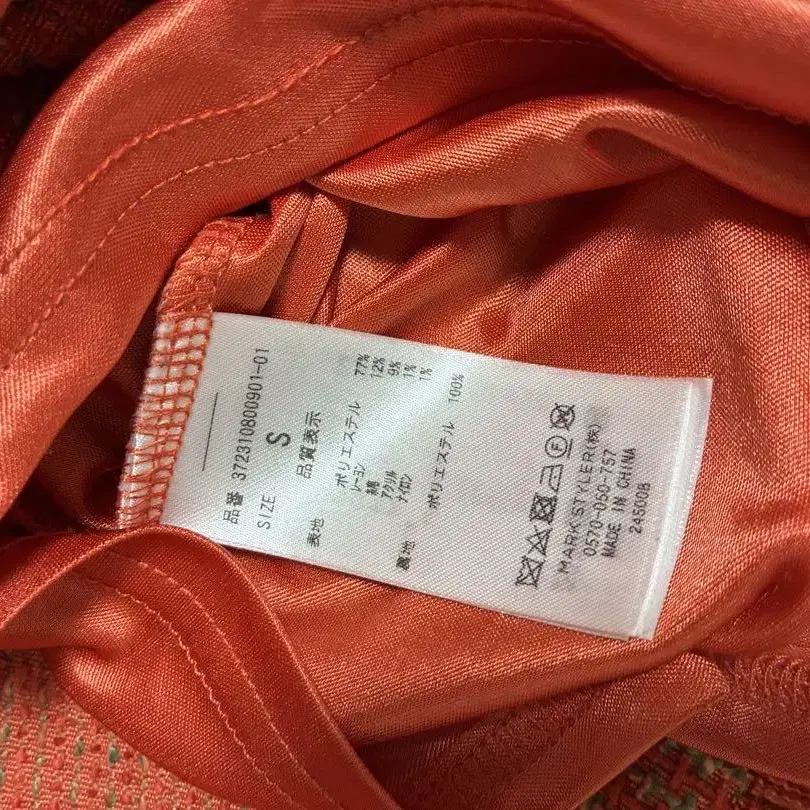 品番 372310800901-01
SIZE S
品質表示
表地 ポリエステル 77%
レーヨン 12%
綿 9%
アクリル 1%
ナイロン 1%
裏地 ポリエステル 100%
MARK STYLER(株)
0570-050-757
MADE IN CHINA
245008